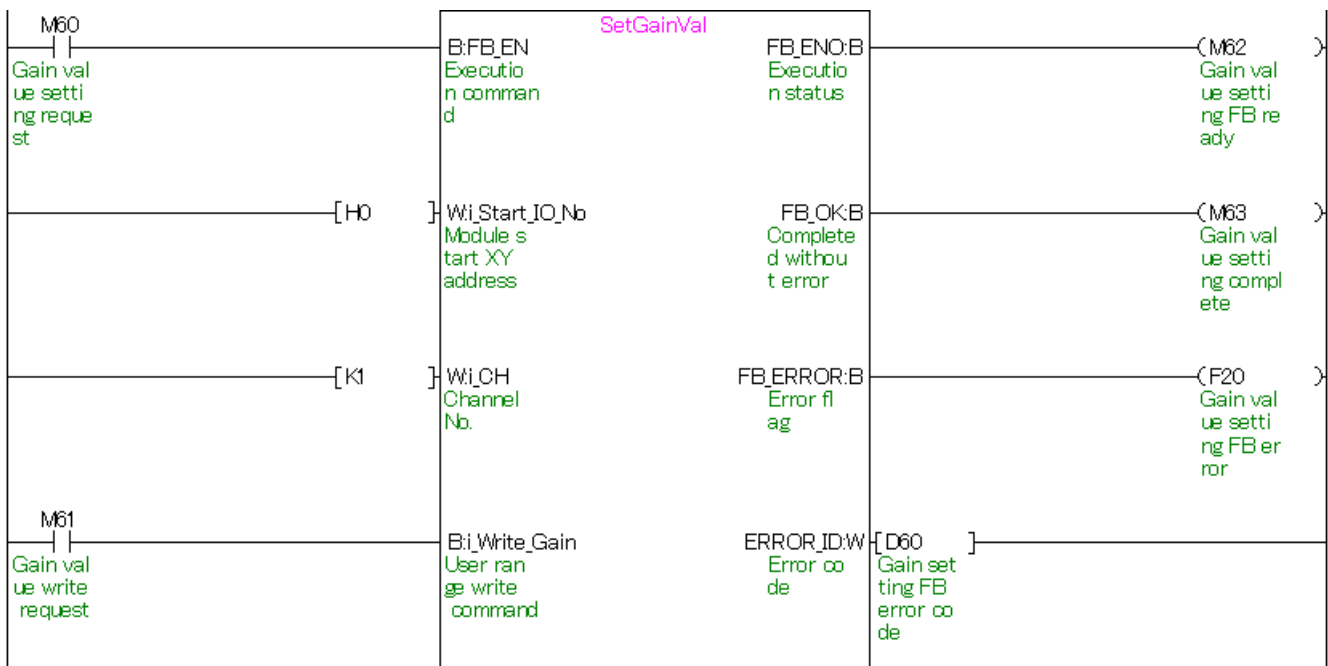 M60
SetGainVal
B:FB_EN
FB_ENO:B
(M62 )
Gain val
ue setti
ng reque
st
Executio
n comman
d
Executio
n status
Gain val
ue setti
ng FB re
ady
[H0 ]
W:i_Start_IO_No
FB_OK:B
(M63 )
Module s
tart XY
address
Complete
d withou
t error
Gain val
ue setti
ng compl
ete
[K1 ]
W:i_CH
FB_ERROR:B
(F20 )
Channel
No.
Error fl
ag
Gain val
ue setti
ng FB er
ror
M61
B:i_Write_Gain
ERROR_ID:W
[D60 ]
Gain val
ue write
request
User ran
ge write
command
Error co
de
Gain set
ting FB
error co
de